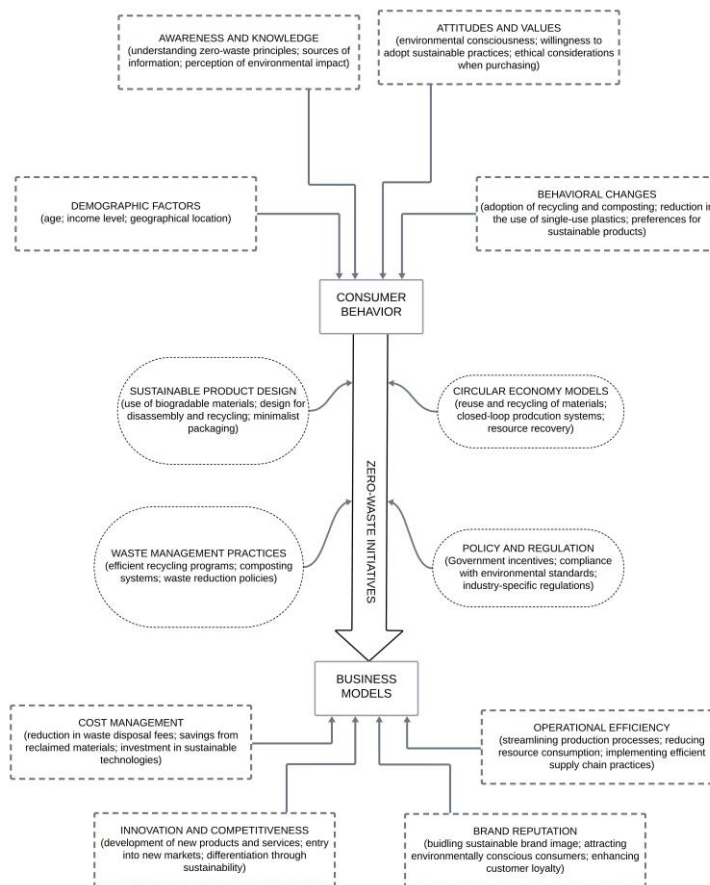 AWARENESS AND KNOWLEDGE
(understanding zero-waste principles; sources of
information; perception of environmental impact)
ATTITUDES AND VALUES
(environmental consciousness; willingness to
adopt sustainable practices; ethical considerations
when purchasing)
DEMOGRAPHIC FACTORS
(age; income level; geographical location)
BEHAVIORAL CHANGES
(adoption of recycling and composting; reduction in
the use of single-use plastics; preferences for
sustainable products)
CONSUMER
BEHAVIOR
SUSTAINABLE PRODUCT DESIGN
(use of biogradable materials; design for
disassembly and recycling; minimalist
packaging)
CIRCULAR ECONOMY MODELS
(reuse and recycling of materials;
closed-loop prodcution systems;
resource recovery)
ZERO-WASTE INITIATIVES
WASTE MANAGEMENT PRACTICES
(efficient recycling programs; composting
systems; waste reduction policies)
POLICY AND REGULATION
(Government incentives; compliance
with environmental standards;
industry-specific regulations)
BUSINESS
MODELS
COST MANAGEMENT
(reduction in waste disposal fees; savings from
reclaimed materials; investment in sustainable
technologies)
OPERATIONAL EFFICIENCY
(streamlining production processes; reducing
resource consumption; implementing efficient
supply chain practices)
INNOVATION AND COMPETITIVENESS
(development of new products and services; entry
into new markets; differentiation through
sustainability)
BRAND REPUTATION
(buidling sustainable brand image; attracting
environmentally conscious consumers; enhancing
customer loyalty)